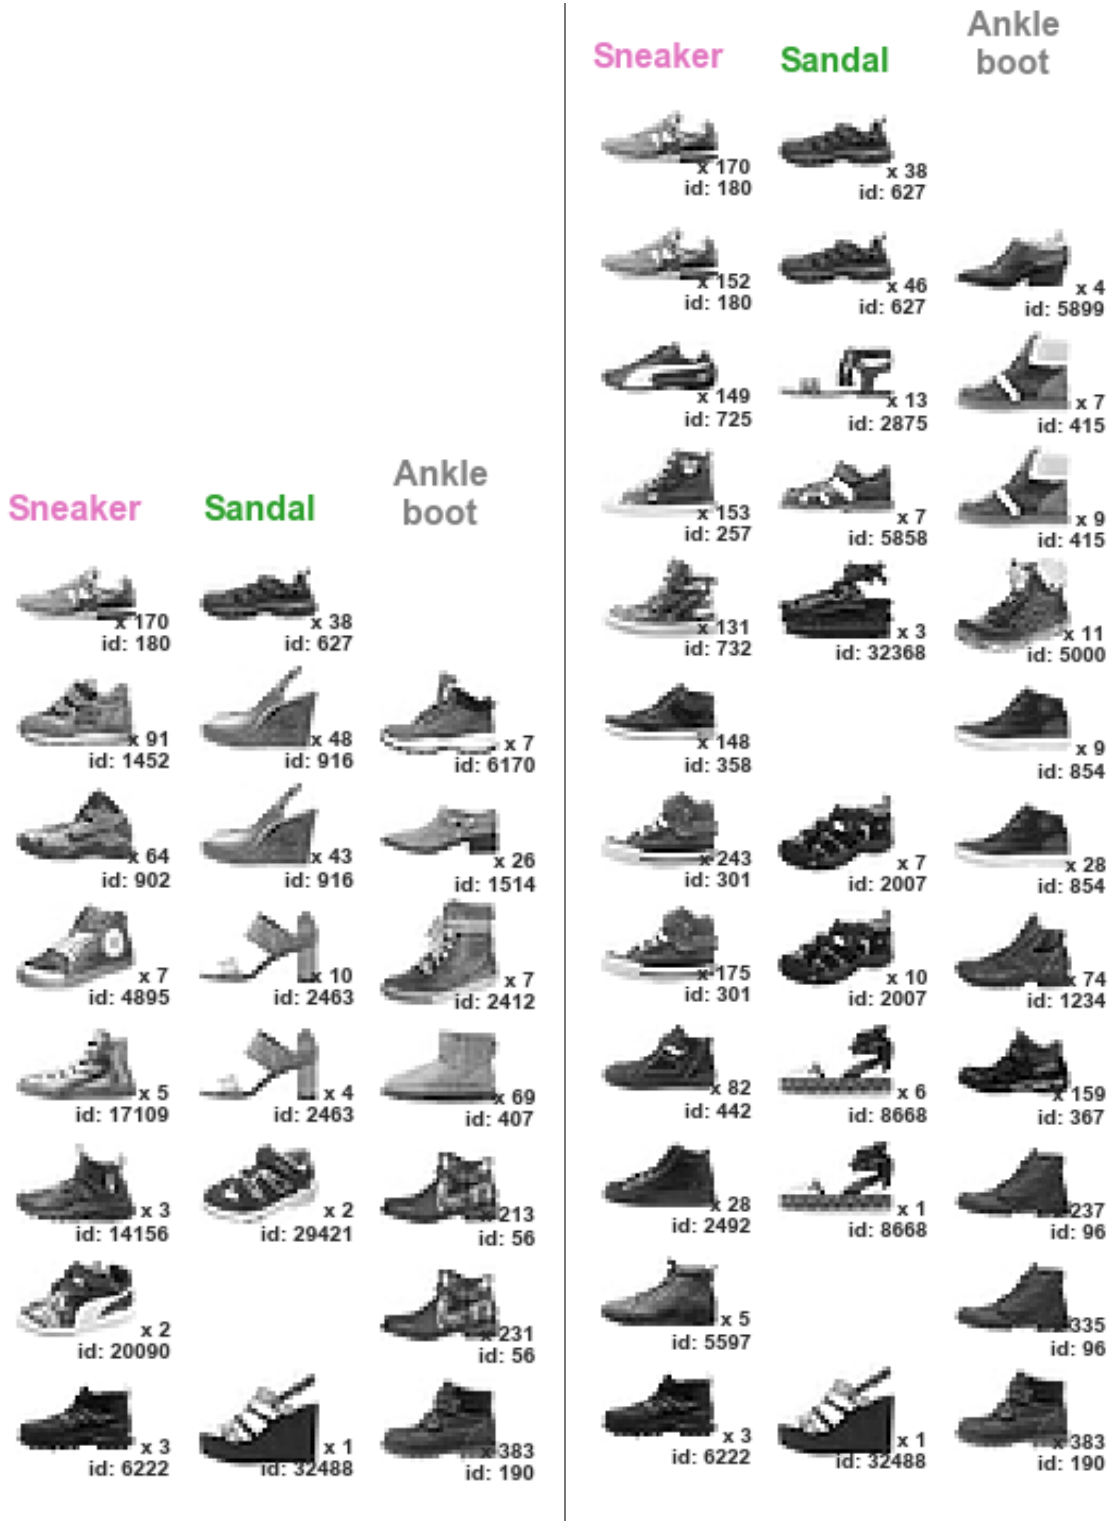 Sneaker Sandal Ankle
boot
x 170 x 38
id: 180 id: 627
x 91 x 48 x 7
id: 1452 id: 916 id: 6170
x 64 x 43 x 26
id: 902 id: 916 id: 1514
x 7 x 10 x 7
id: 4895 id: 2463 id: 2412
x 5 x 4 x 69
id: 17109 id: 2463 id: 407
x 3 x 2 x 213
id: 14156 id: 29421 id: 56
x 2 x 231
id: 20090 id: 56
x 3 x 1 x 383
id: 6222 id: 32488 id: 190
Sneaker Sandal Ankle
boot
x 170 x 38
id: 180 id: 627
x 152 x 46 x 4
id: 180 id: 627 id: 5899
x 149 x 13 x 7
id: 725 id: 2875 id: 415
x 153 x 7 x 9
id: 257 id: 5858 id: 415
x 131 x 3 x 11
id: 732 id: 32368 id: 5000
x 148 x 9
id: 358 id: 854
x 243 x 7 x 28
id: 301 id: 2007 id: 854
x 175 x 10 x 74
id: 301 id: 2007 id: 1234
x 82 x 6 x 159
id: 442 id: 8668 id: 367
x 28 x 1 x 237
id: 2492 id: 8668 id: 96
x 5 x 335
id: 5597 id: 96
x 3 x 1 x 383
id: 6222 id: 32488 id: 190